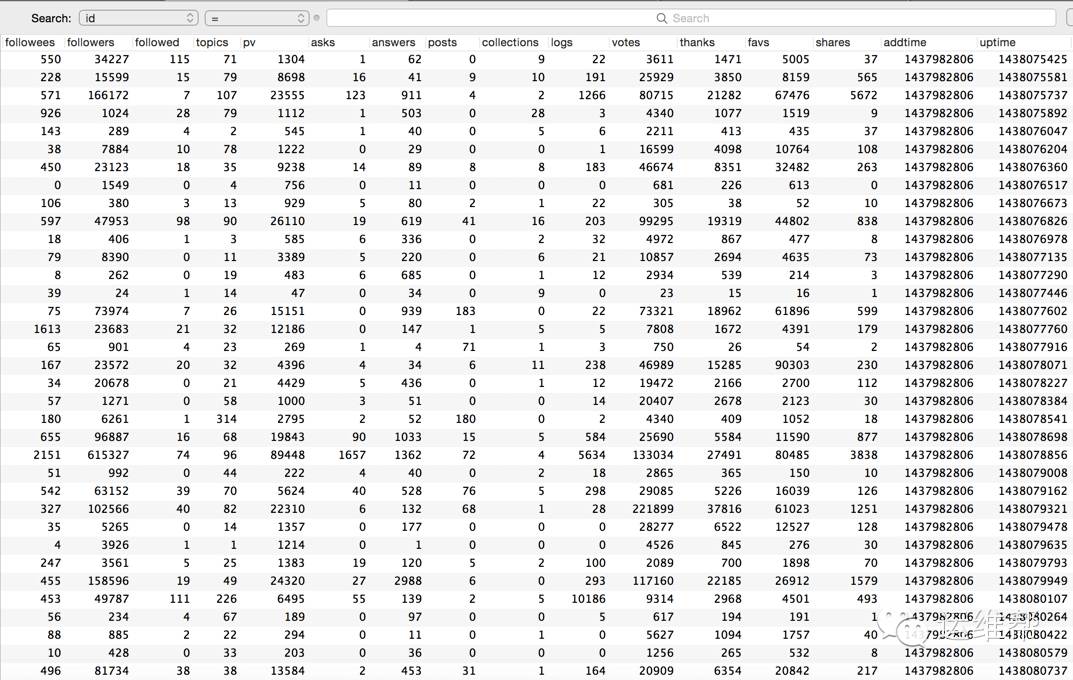 Search: id = Search
followees followers followed topics pv asks answers posts collections logs votes thanks favs shares addtime uptime
550 34227 115 71 1304 1 62 0 9 22 3611 1471 5005 37 1437982806 1438075425
228 15599 15 79 8698 16 41 9 10 191 25929 3850 8159 565 1437982806 1438075581
571 166172 7 107 23555 123 911 4 2 1266 80715 21282 67476 5672 1437982806 1438075737
926 1024 28 79 1112 1 503 0 28 3 4340 1077 1519 9 1437982806 1438075892
143 289 4 2 545 1 40 0 5 6 2211 413 435 37 1437982806 1438076047
38 7884 10 78 1222 0 29 0 0 1 16599 4098 10764 108 1437982806 1438076204
450 23123 18 35 9238 14 89 8 8 183 46674 8351 32482 263 1437982806 1438076360
0 1549 0 4 756 0 11 0 0 0 681 226 613 0 1437982806 1438076517
106 380 3 13 929 5 80 2 1 22 305 38 52 10 1437982806 1438076673
597 47953 98 90 26110 19 619 41 16 203 99295 19319 44802 838 1437982806 1438076826
18 406 1 3 585 6 336 0 2 32 4972 867 477 8 1437982806 1438076978
79 8390 0 11 3389 5 220 0 6 21 10857 2694 4635 73 1437982806 1438077135
8 262 0 19 483 6 685 0 1 12 2934 539 214 3 1437982806 1438077290
39 24 1 14 47 0 34 0 9 0 23 15 16 1 1437982806 1438077446
75 73974 7 26 15151 0 939 183 0 22 73321 18962 61896 599 1437982806 1438077602
1613 23683 21 32 12186 0 147 1 5 5 7808 1672 4391 179 1437982806 1438077760
65 901 4 23 269 1 4 71 1 3 750 26 54 2 1437982806 1438077916
167 23572 20 32 4396 4 34 6 11 238 46989 15285 90303 230 1437982806 1438078071
34 20678 0 21 4429 5 436 0 1 12 19472 2166 2700 112 1437982806 1438078227
57 1271 0 58 1000 3 51 0 0 14 20407 2678 2123 30 1437982806 1438078384
180 6261 1 314 2795 2 52 180 0 2 4340 409 1052 18 1437982806 1438078541
655 96887 16 68 19843 90 1033 15 5 584 25690 5584 11590 877 1437982806 1438078698
2151 615327 74 96 89448 1657 1362 72 4 5634 133034 27491 80485 3838 1437982806 1438078856
51 992 0 44 222 4 40 0 2 18 2865 365 150 10 1437982806 1438079008
542 63152 39 70 5624 40 528 76 5 298 29085 5226 16039 126 1437982806 1438079162
327 102566 40 82 22310 6 132 68 1 28 221899 37816 61023 1251 1437982806 1438079321
35 5265 0 14 1357 0 177 0 0 0 28277 6522 12527 128 1437982806 1438079478
4 3926 1 1 1214 0 1 0 0 0 4526 845 276 30 1437982806 1438079635
247 3561 5 25 1383 19 120 5 2 100 2089 700 1898 70 1437982806 1438079793
455 158596 19 49 24320 27 2988 6 0 293 117160 22185 26912 1579 1437982806 1438079949
453 49787 111 226 6495 55 139 2 5 10186 9314 2968 4501 493 1437982806 1438080107
56 234 4 67 189 0 97 0 0 5 617 194 191 1 1437982806 1438080264
88 885 2 22 294 0 11 0 1 0 5627 1094 1757 40 1437982806 1438080422
10 428 0 33 203 0 36 0 0 0 1256 265 532 8 1437982806 1438080579
496 81734 38 38 13584 2 453 31 1 164 20909 6354 20842 217 1437982806 1438080737
运维帮